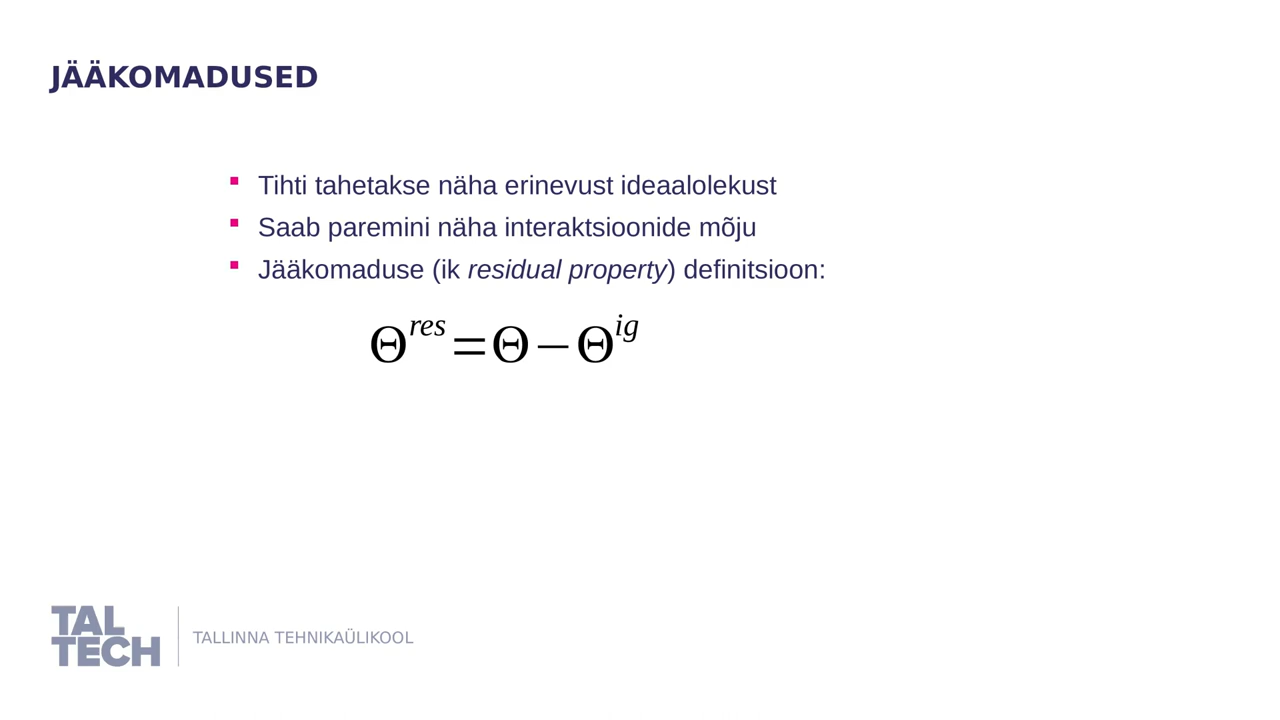 JÄÄKOMADUSED
Tihti tahetakse näha erinevust ideaalolekust
Saab paremini näha interaktsioonide mõju
Jääkomaduse (ik residual property) definitsioon:
Θ^res = Θ − Θ^ig
TAL
TECH
TALLINNA TEHNIKAÜLIKOOL